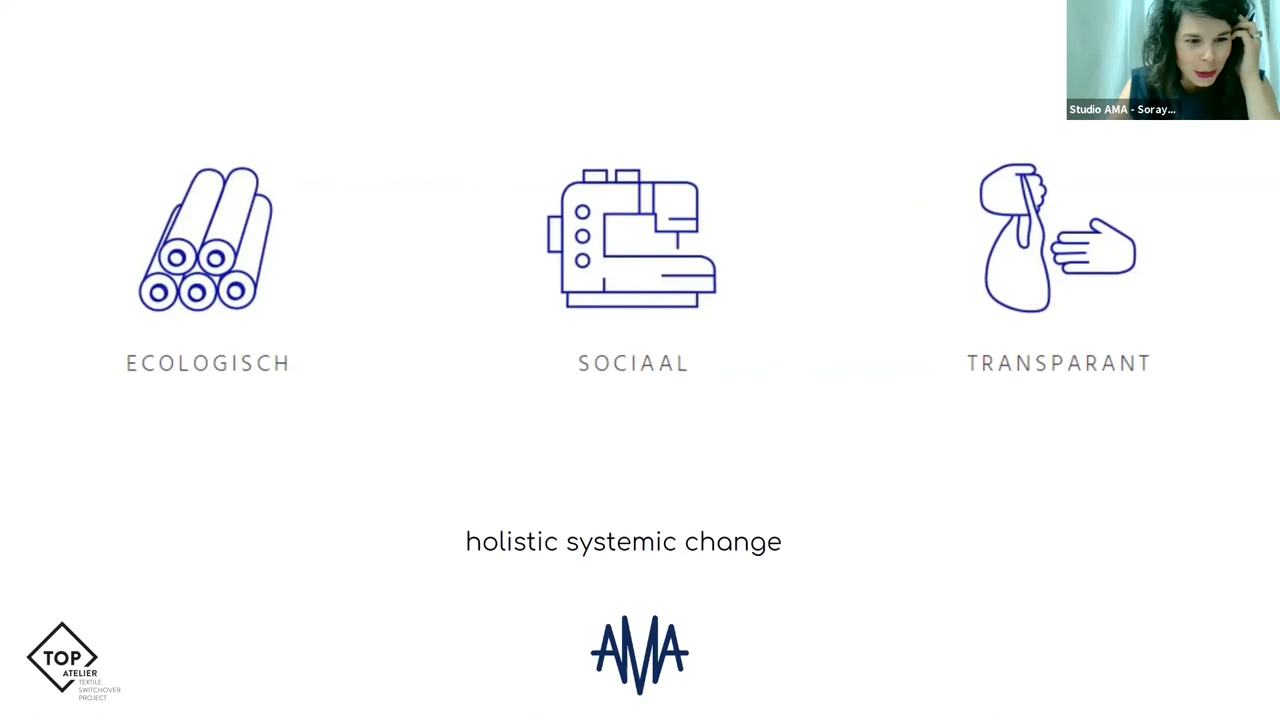 Studio AMA - Soray...
ECOLOGISCH
SOCIAAL
TRANSPARANT
holistic systemic change
TOP
ATELIER
TEXTILE
SWITCHOVER
PROJECT
AMA